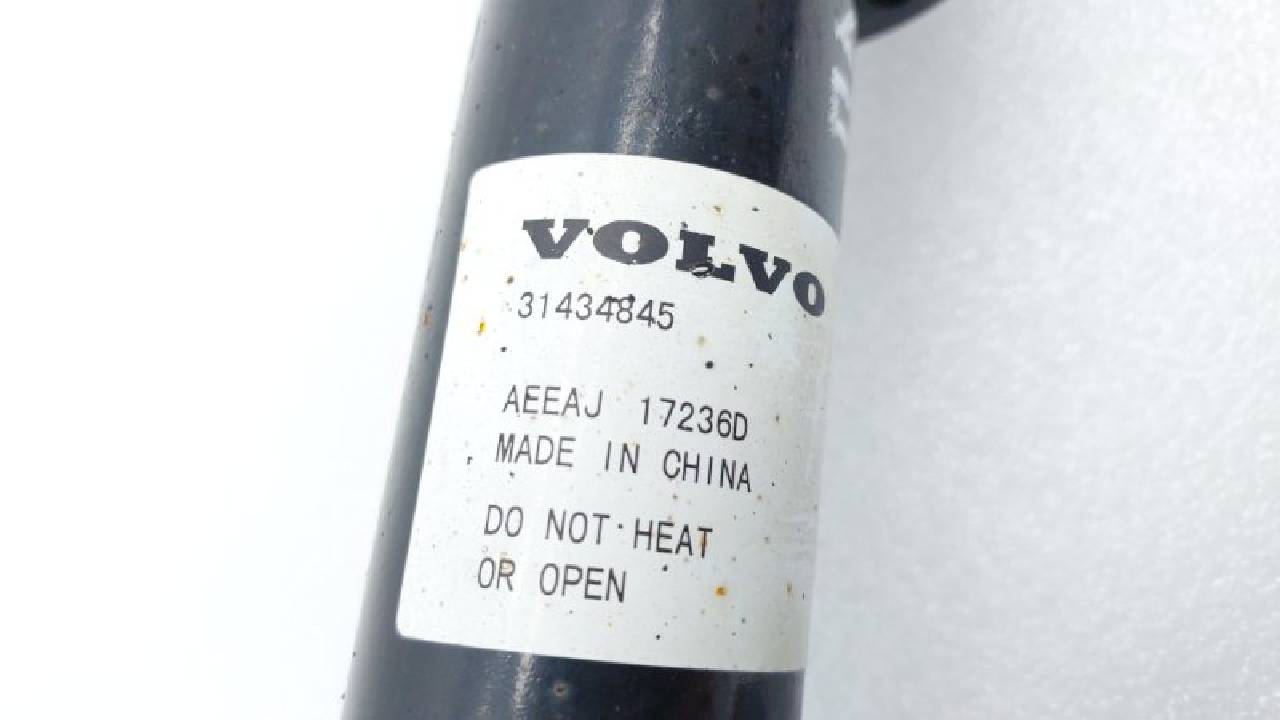 VOLVO
31434845
AEEAJ 17236D
MADE IN CHINA
DO NOT HEAT
OR OPEN